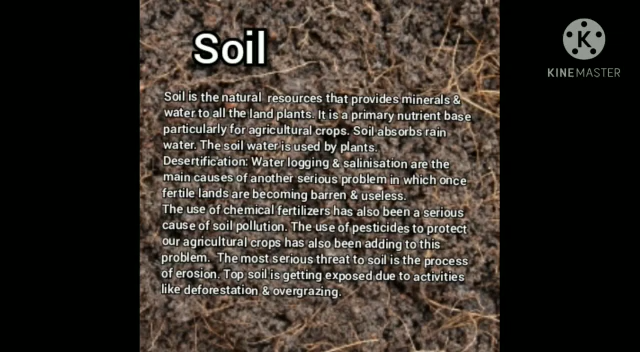 Soil
KINEMASTER
Soil is the natural resources that provides minerals &
water to all the land plants. It is a primary nutrient base
particularly for agricultural crops. Soil absorbs rain
water. The soil water is used by plants.
Desertification: Water logging & salinisation are the
main causes of another serious problem in which once
fertile lands are becoming barren & useless.
The use of chemical fertilizers has also been a serious
cause of soil pollution. The use of pesticides to protect
our agricultural crops has also been adding to this
problem. The most serious threat to soil is the process
of erosion. Top soil is getting exposed due to activities
like deforestation & overgrazing.